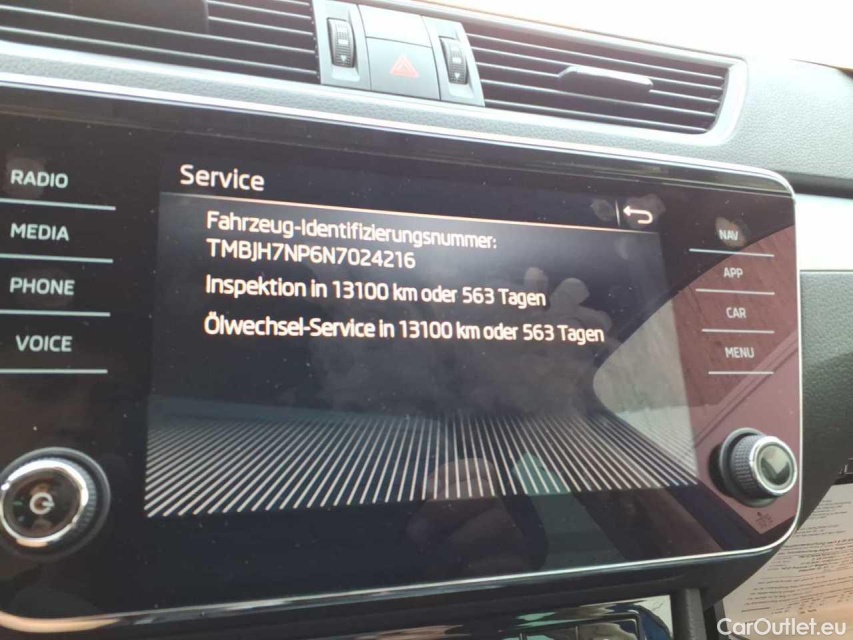 RADIO
MEDIA
PHONE
VOICE
Service
Fahrzeug-Identifizierungsnummer:
TMBJH7NP6N7024216
Inspektion in 13100 km oder 563 Tagen
Ölwechsel-Service in 13100 km oder 563 Tagen
NAV
APP
CAR
MENU
CarOutlet.eu